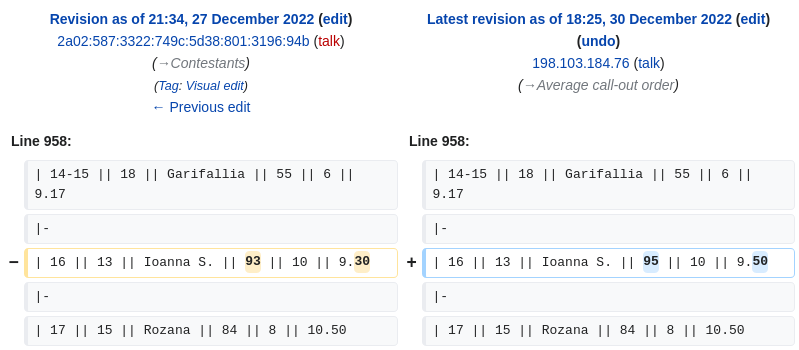 Revision as of 21:34, 27 December 2022 (edit)
2a02:587:3322:749c:5d38:801:3196:94b (talk)
(→Contestants)
(Tag: Visual edit)
← Previous edit
Latest revision as of 18:25, 30 December 2022 (edit)
(undo)
198.103.184.76 (talk)
(→Average call-out order)
Line 958:
Line 958:
| 14-15 || 18 || Garifallia || 55 || 6 ||
9.17
| 14-15 || 18 || Garifallia || 55 || 6 ||
9.17
|-
|-
− | 16 || 13 || Ioanna S. || 93 || 10 || 9.30
+ | 16 || 13 || Ioanna S. || 95 || 10 || 9.50
|-
|-
| 17 || 15 || Rozana || 84 || 8 || 10.50
| 17 || 15 || Rozana || 84 || 8 || 10.50